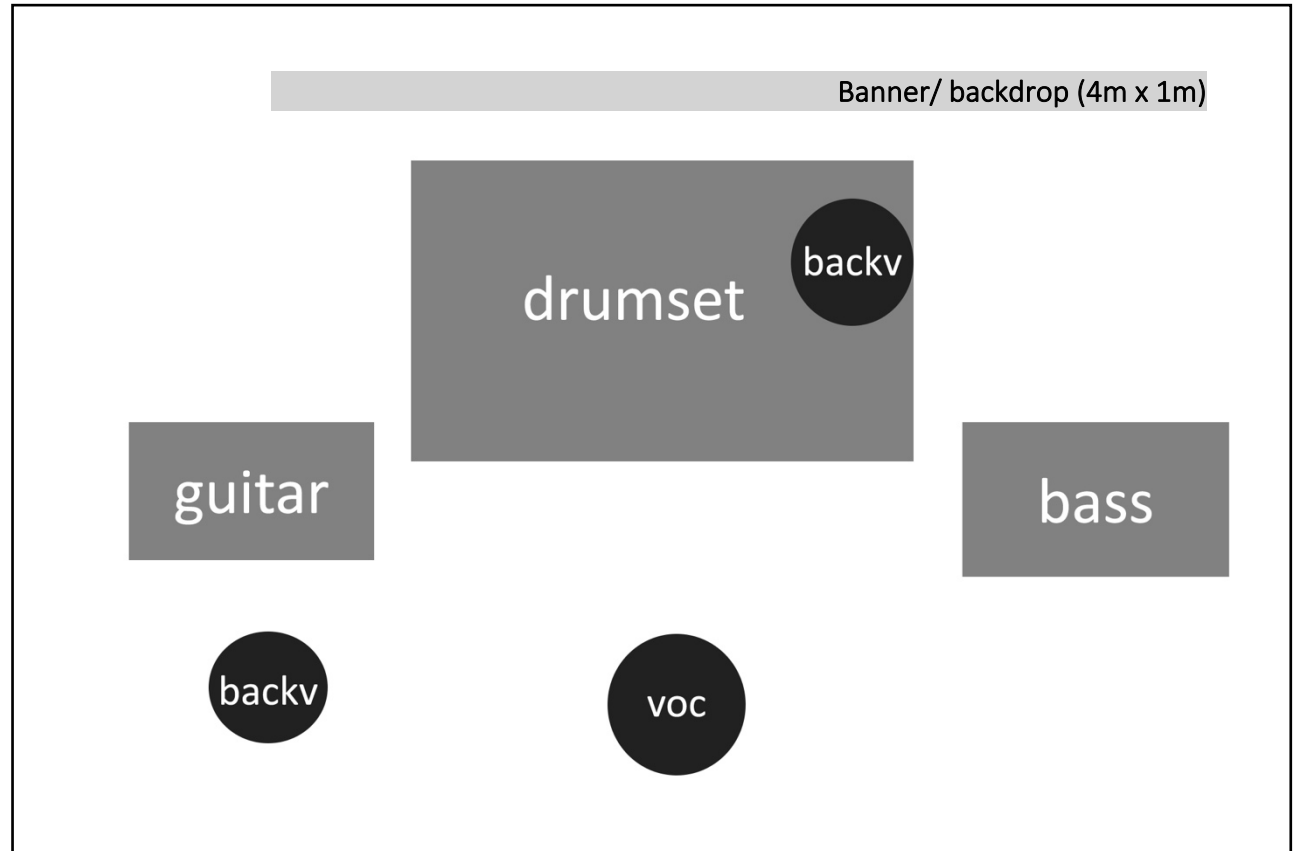 Banner/ backdrop (4m x 1m)
backv
drumset
guitar
bass
backv
voc